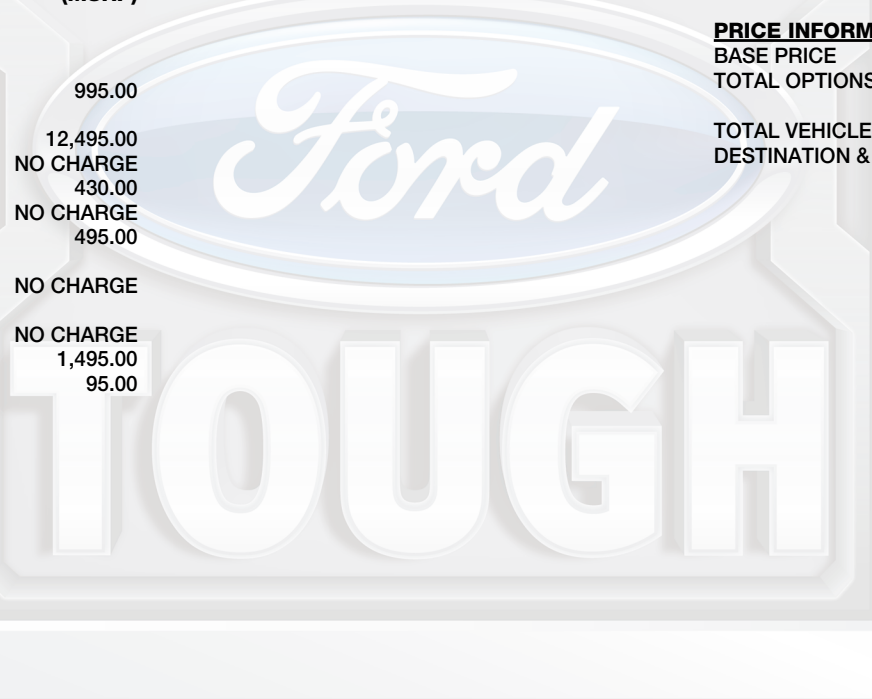 (MSRP)
995.00
12,495.00
NO CHARGE
430.00
NO CHARGE
495.00
NO CHARGE
NO CHARGE
1,495.00
95.00
PRICE INFORM
BASE PRICE
TOTAL OPTIONS
TOTAL VEHICLE
DESTINATION &
Ford
TOUGH